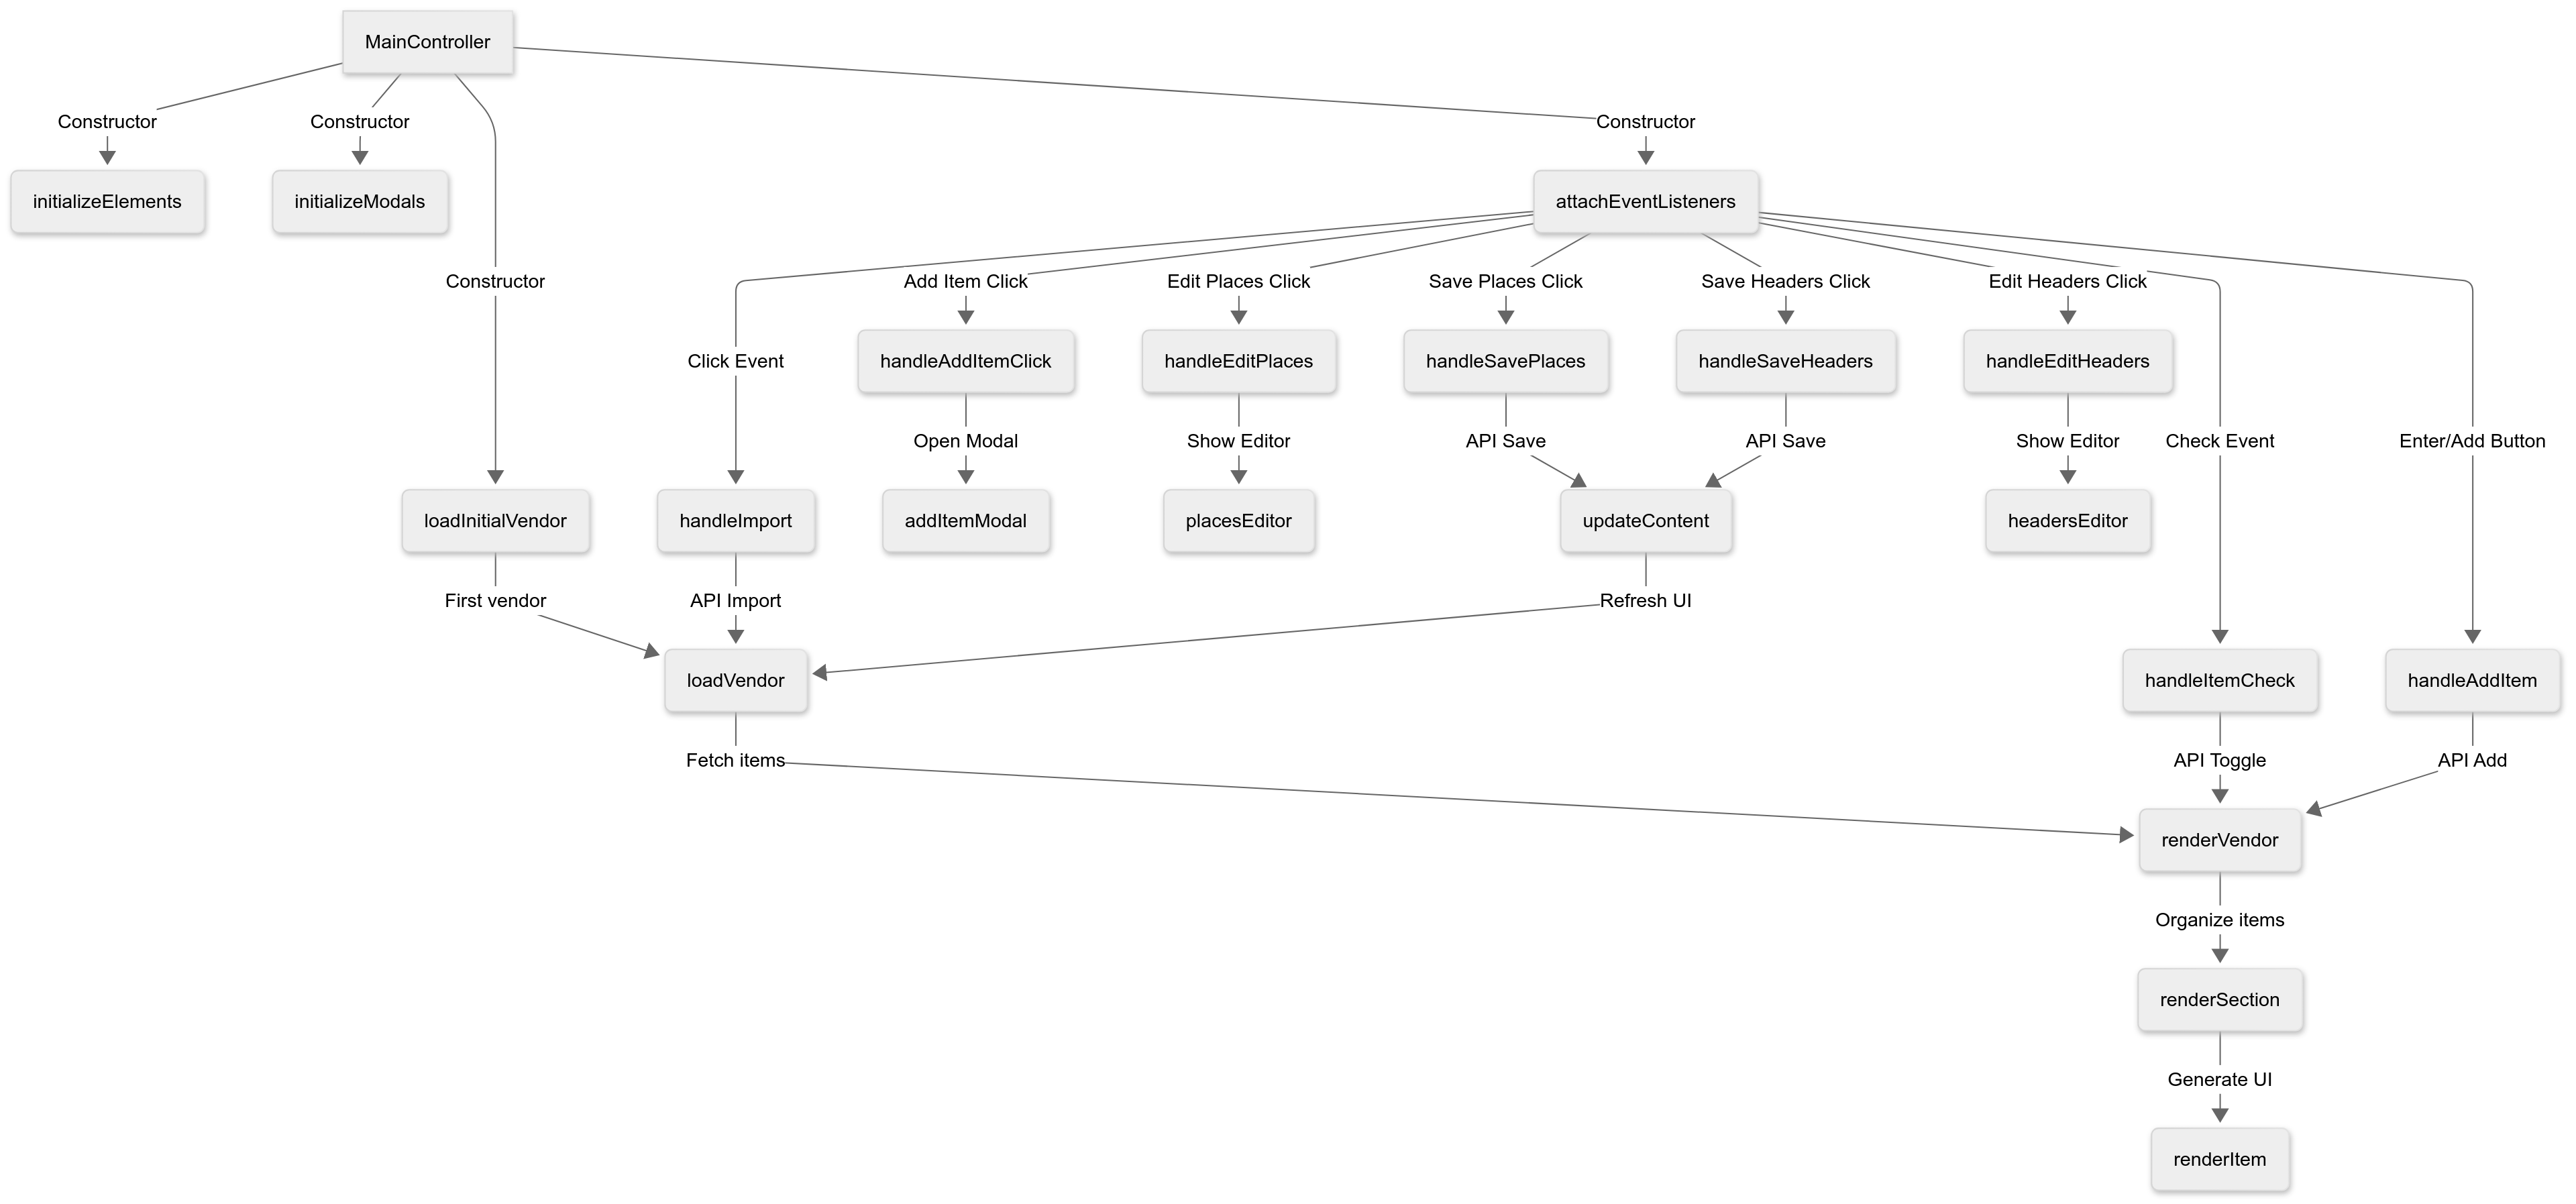 MainController
Constructor
Constructor
Constructor
initializeElements
initializeModals
attachEventListeners
Constructor
Add Item Click
Edit Places Click
Save Places Click
Save Headers Click
Edit Headers Click
Click Event
handleAddItemClick
handleEditPlaces
handleSavePlaces
handleSaveHeaders
handleEditHeaders
Open Modal
Show Editor
API Save
API Save
Show Editor
Check Event
Enter/Add Button
loadInitialVendor
handleImport
addItemModal
placesEditor
updateContent
headersEditor
First vendor
API Import
Refresh UI
loadVendor
handleItemCheck
handleAddItem
Fetch items
API Toggle
API Add
renderVendor
Organize items
renderSection
Generate UI
renderItem